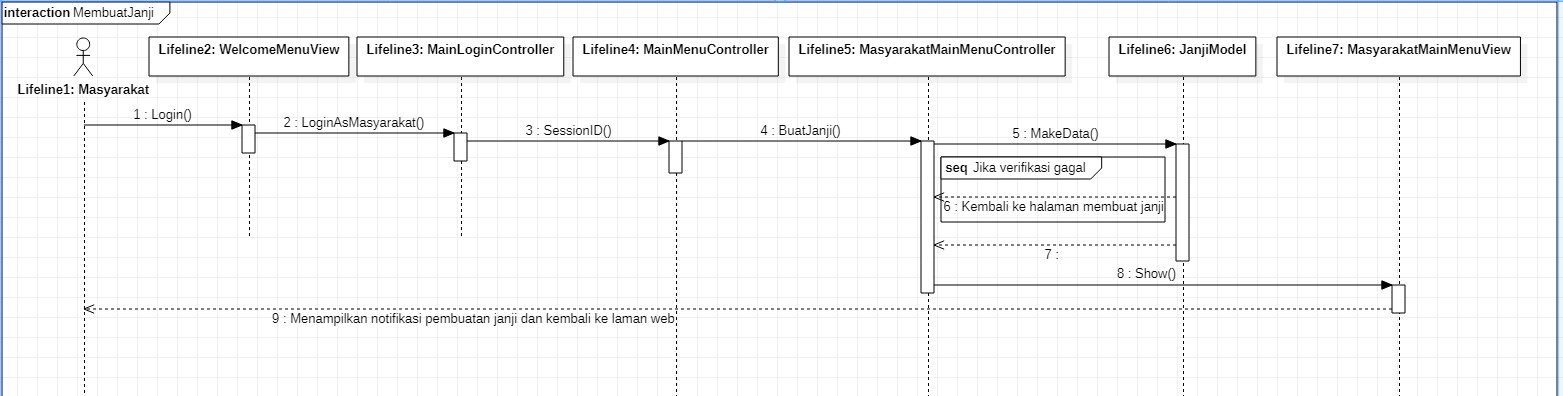 interaction MembuatJanji
Lifeline1: Masyarakat
Lifeline2: WelcomeMenuView
Lifeline3: MainLoginController
Lifeline4: MainMenuController
Lifeline5: MasyarakatMainMenuController
Lifeline6: JanjiModel
Lifeline7: MasyarakatMainMenuView
1 : Login()
2 : LoginAsMasyarakat()
3 : SessionID()
4 : BuatJanji()
5 : MakeData()
seq Jika verifikasi gagal
6 : Kembali ke halaman membuat janji
7 :
8 : Show()
9 : Menampilkan notifikasi pembuatan janji dan kembali ke laman web